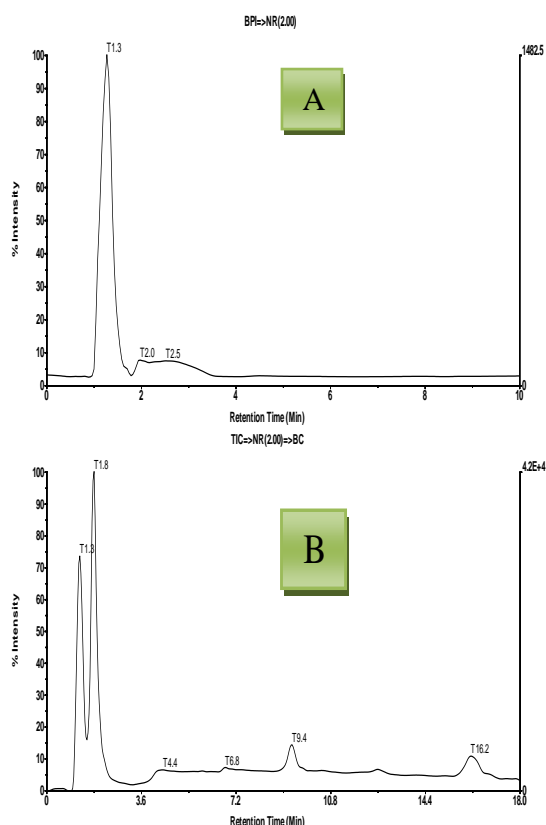 BPI=>NR(2.00)
T1.3
1482.5
100
90
80
70
60
50
40
30
20
10
0
% Intensity
A
T2.0
T2.5
0
0
2
4
6
8
10
Retention Time (Min)
TIC=>NR(2.00)=>BC
T1.8
4.2E+4
100
90
80
70
60
50
40
30
20
10
0
% Intensity
B
T1.3
T4.4
T6.8
T9.4
T16.2
0
0
3.6
7.2
10.8
14.4
18.0
Retention Time (Min)